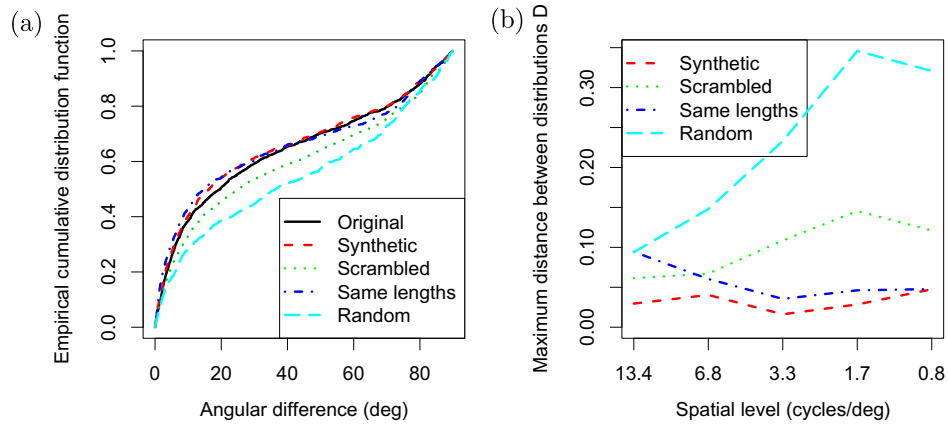 (a)
Empirical cumulative distribution function
1.0
0.8
0.6
0.4
0.2
0.0
0 20 40 60 80
Angular difference (deg)
Original
Synthetic
Scrambled
Same lengths
Random
(b)
Maximum distance between distributions D
0.30
0.20
0.10
0.00
13.4 6.8 3.3 1.7 0.8
Spatial level (cycles/deg)
Synthetic
Scrambled
Same lengths
Random